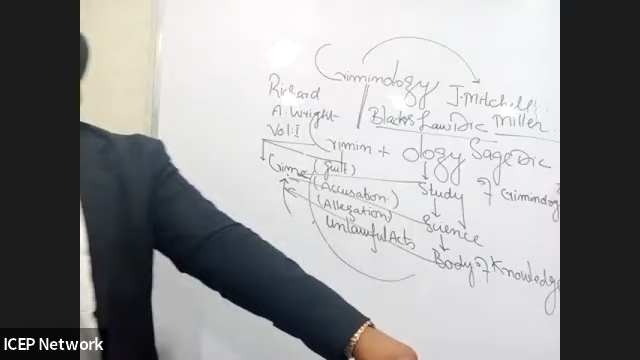 Criminology
Richard
A. Wright
Vol: I
J. Mitchell
Miller
Black's Law Dic
Sage Dic
of Criminology
Crimin + ology
Crime (Guilt)
(Accusation)
(Allegation)
Unlawful Acts
Study
Science
Body of Knowledge
ICEP Network